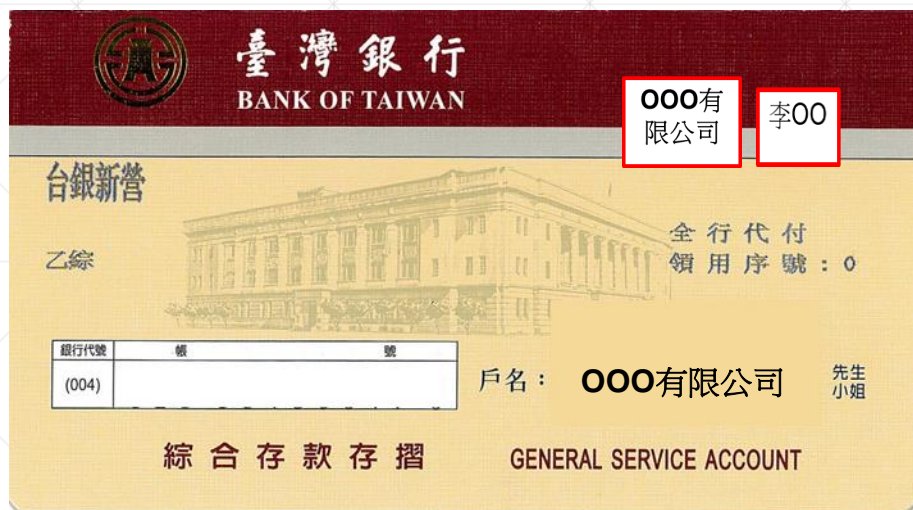 臺灣銀行
BANK OF TAIWAN
OOO有
限公司
李OO
台銀新營
乙綜
全行代付
領用序號：0
銀行代號 帳 號
(004)
戶名： OOO有限公司 先生
小姐
綜合存款存摺 GENERAL SERVICE ACCOUNT